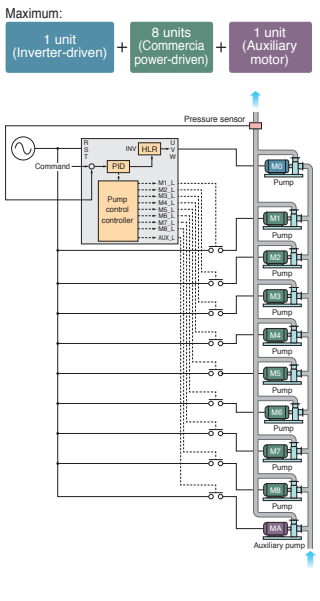 Maximum:
1 unit
(Inverter-driven)
+
8 units
(Commercia
power-driven)
+
1 unit
(Auxiliary
motor)
Pressure sensor
R
S
T
INV
HLR
U
V
W
Command
PID
Pump
control
controller
M1_L
M2_L
M3_L
M4_L
M5_L
M6_L
M7_L
M8_L
AUX_L
M0
Pump
M1
Pump
M2
Pump
M3
Pump
M4
Pump
M5
Pump
M6
Pump
M7
Pump
M8
Pump
MA
Auxiliary pump